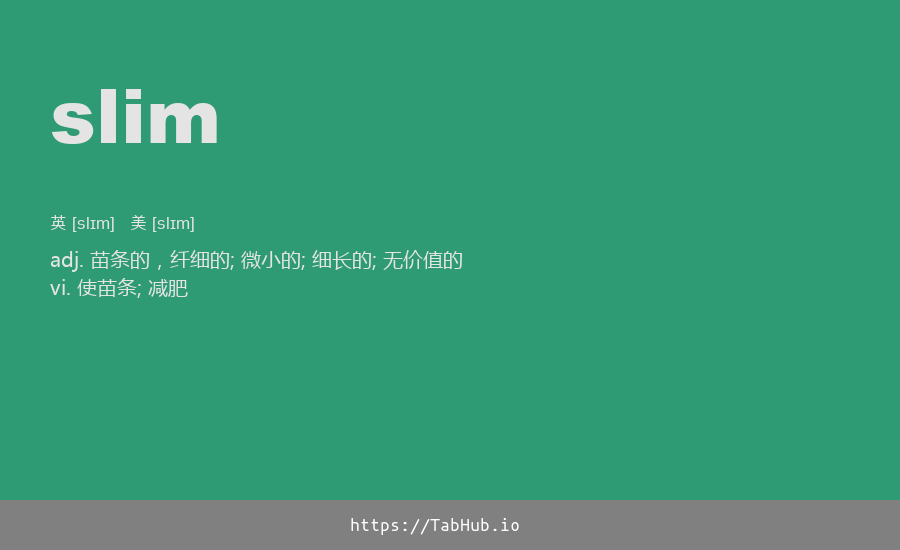 slim
英 [slɪm] 美 [slɪm]
adj. 苗条的，纤细的; 微小的; 细长的; 无价值的
vi. 使苗条; 减肥
https://TabHub.io